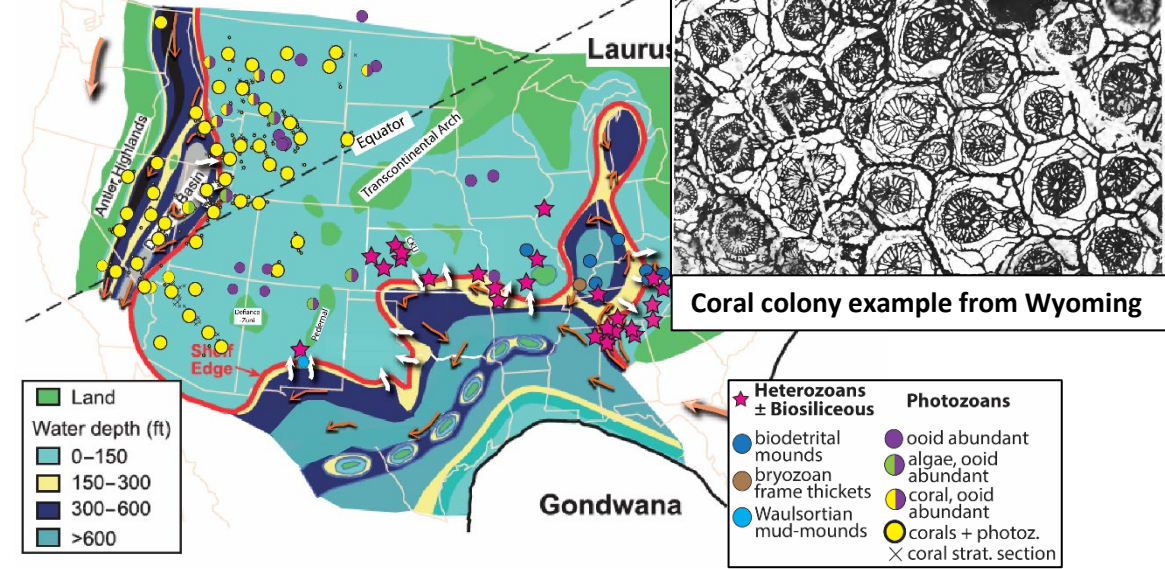 Laurus
Equator
Transcontinental Arch
Antler Highlands
Basin
CKU
Defiance
-Zuni
Pedernal
Shelf
Edge
Coral colony example from Wyoming
Land
Water depth (ft)
0–150
150–300
300–600
>600
Gondwana
Heterozoans
± Biosiliceous
biodetrital
mounds
bryozoan
frame thickets
Waulsortian
mud-mounds
Photozoans
ooid abundant
algae, ooid
abundant
coral, ooid
abundant
corals + photoz.
coral strat. section